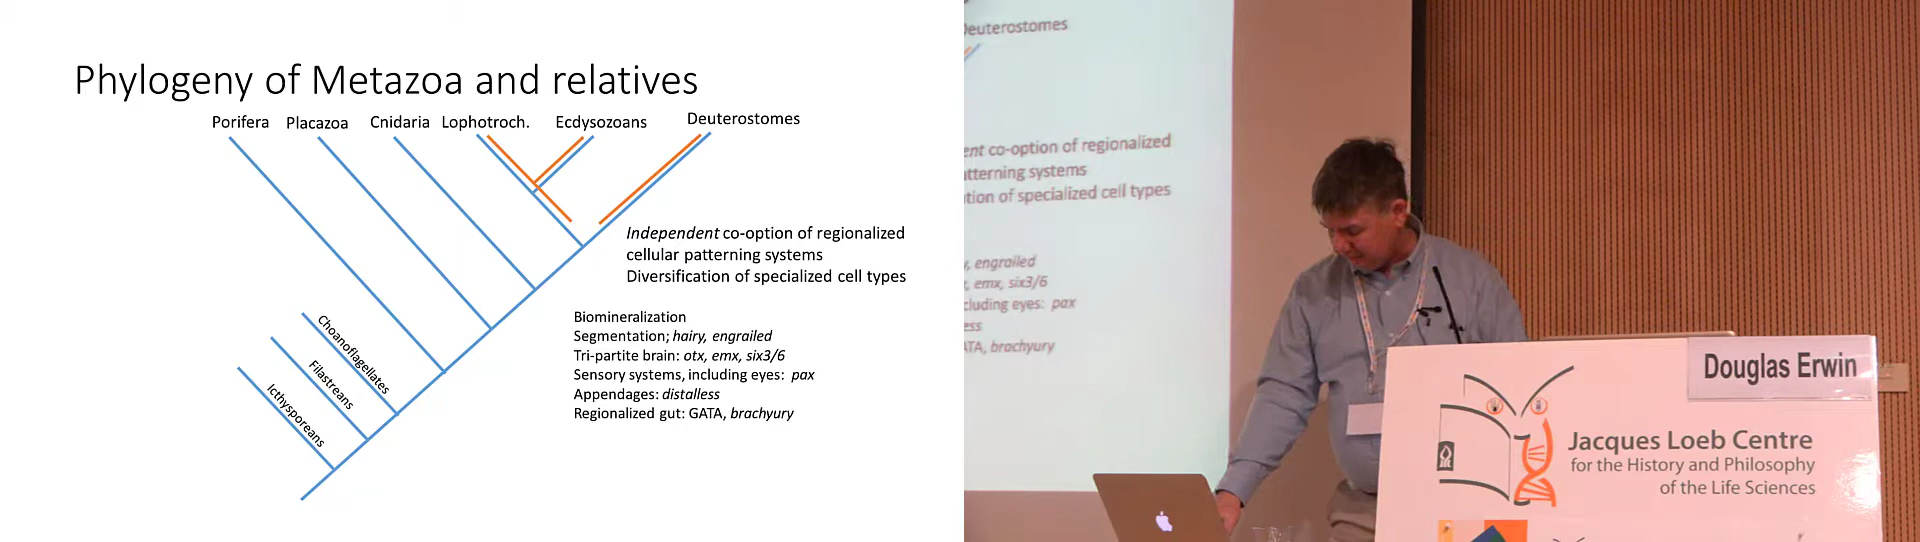 Phylogeny of Metazoa and relatives
Porifera Placazoa Cnidaria Lophotroch. Ecdysozoans Deuterostomes
Independent co-option of regionalized
cellular patterning systems
Diversification of specialized cell types
Choanoflagellates
Filastreans
Icthysporeans
Biomineralization
Segmentation; hairy, engrailed
Tri-partite brain: otx, emx, six3/6
Sensory systems, including eyes: pax
Appendages: distalless
Regionalized gut: GATA, brachyury
Deuterostomes
ent co-option of regionalized
tterning systems
tion of specialized cell types
, engrailed
, emx, six3/6
cluding eyes: pax
ess
ATA, brachyury
Douglas Erwin
Jacques Loeb Centre
for the History and Philosophy
of the Life Sciences